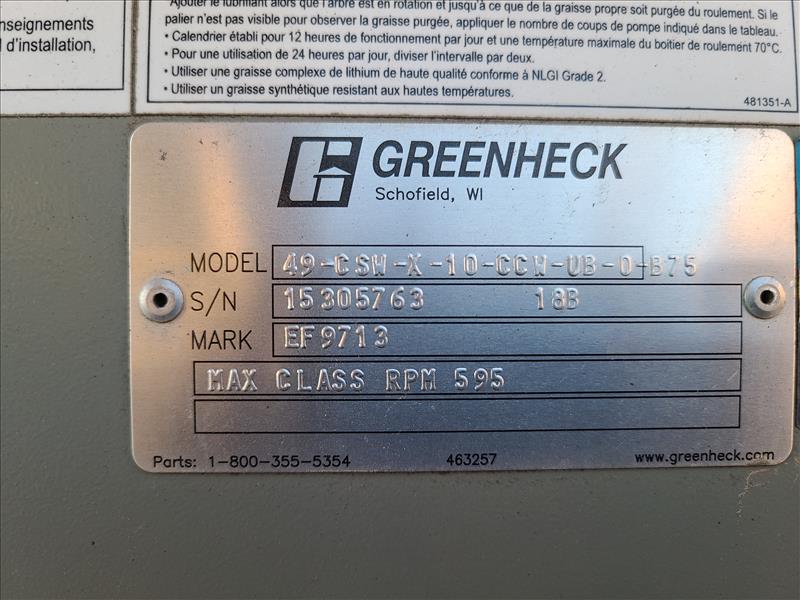 nseignements
d'installation,
Ajouter le lubrifiant alors que l'arbre est en rotation et jusqu'à ce que de la graisse propre soit purgée du roulement. Si le
palier n'est pas visible pour observer la graisse purgée, appliquer le nombre de coups de pompe indiqué dans le tableau.
• Calendrier établi pour 12 heures de fonctionnement par jour et une température maximale du boitier de roulement 70°C.
• Pour une utilisation de 24 heures par jour, diviser l'intervalle par deux.
• Utiliser une graisse complexe de lithium de haute qualité conforme à NLGI Grade 2.
• Utiliser un graisse synthétique resistant aux hautes températures.
481351-A
GREENHECK
Schofield, WI
MODEL 49-CSW-X-10-CCW-UB-0-B75
S/N 15305763 18B
MARK EF9713
MAX CLASS RPM 595
Parts: 1-800-355-5354 463257 www.greenheck.com